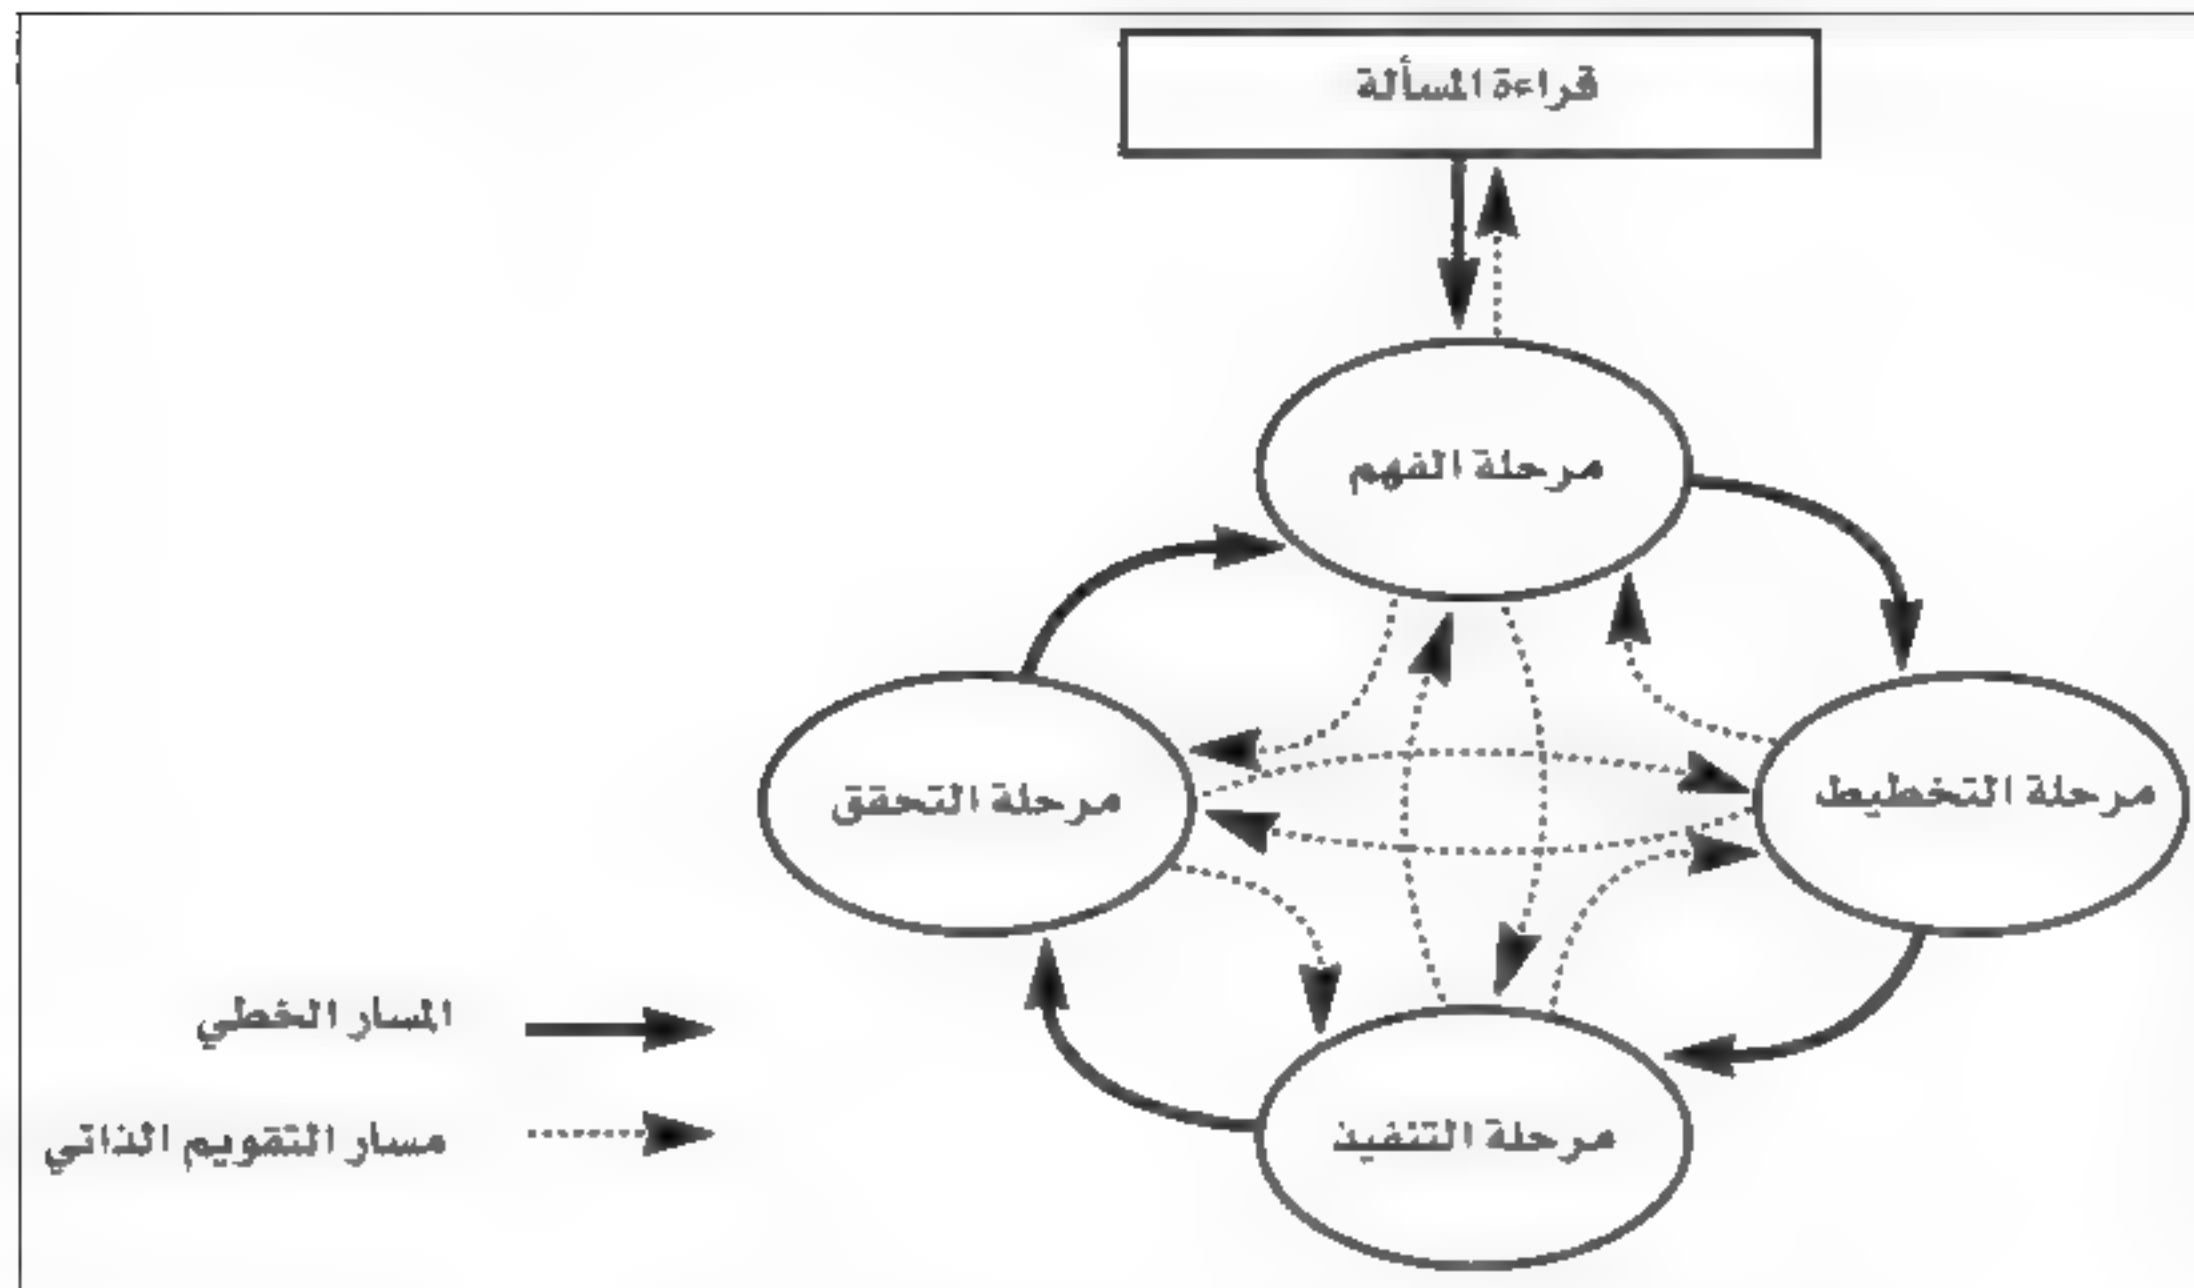 قراءة المسألة
مرحلة الفهم
مرحلة التخطيط
مرحلة التحقق
مرحلة التنفيذ
المسار الخطي
مسار التقويم الذاتي